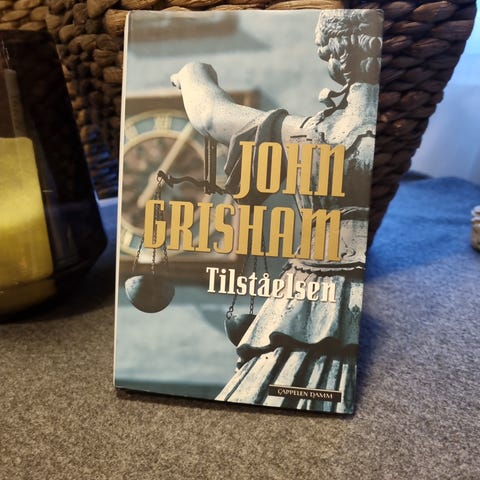 JOHN
GRISHAM
Tilståelsen
CAPPELEN DAMM